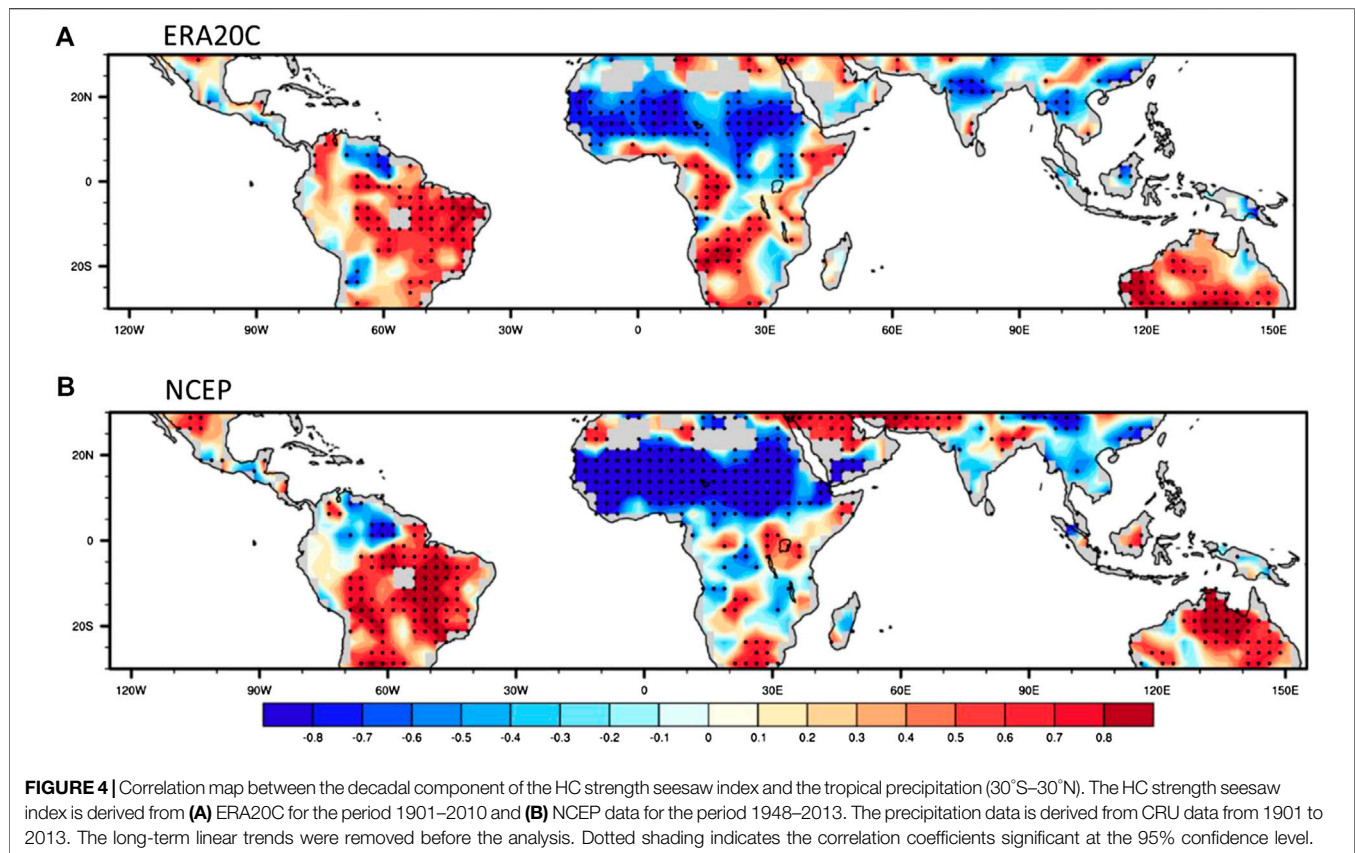 A ERA20C
20N
0
20S
120W 90W 60W 30W 0 30E 60E 90E 120E 150E
B NCEP
20N
0
20S
120W 90W 60W 30W 0 30E 60E 90E 120E 150E
-0.8 -0.7 -0.6 -0.5 -0.4 -0.3 -0.2 -0.1 0 0.1 0.2 0.3 0.4 0.5 0.6 0.7 0.8
FIGURE 4 | Correlation map between the decadal component of the HC strength seesaw index and the tropical precipitation (30°S–30°N). The HC strength seesaw
index is derived from (A) ERA20C for the period 1901–2010 and (B) NCEP data for the period 1948–2013. The precipitation data is derived from CRU data from 1901 to
2013. The long-term linear trends were removed before the analysis. Dotted shading indicates the correlation coefficients significant at the 95% confidence level.